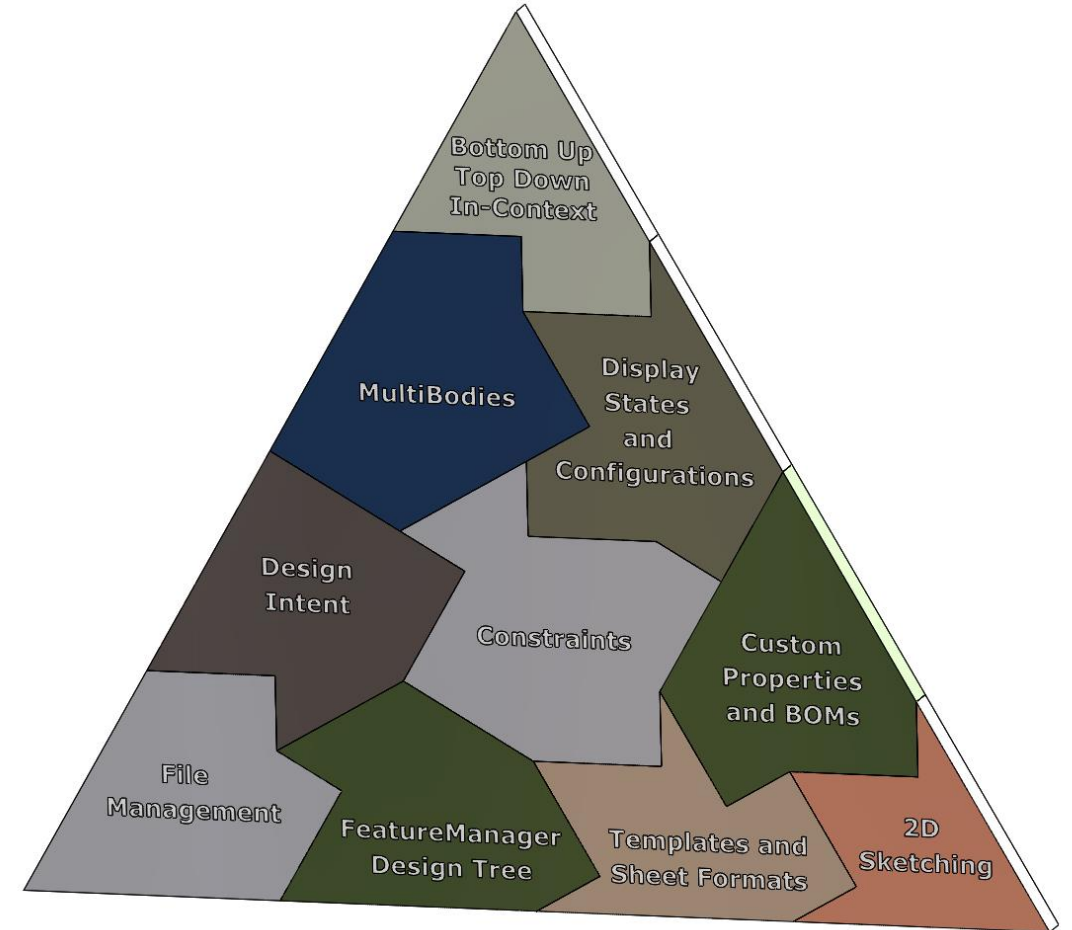 Bottom Up
Top Down
In-Context
MultiBodies
Display
States
and
Configurations
Design
Intent
Constraints
Custom
Properties
and BOMs
File
Management
FeatureManager
Design Tree
Templates and
Sheet Formats
2D
Sketching